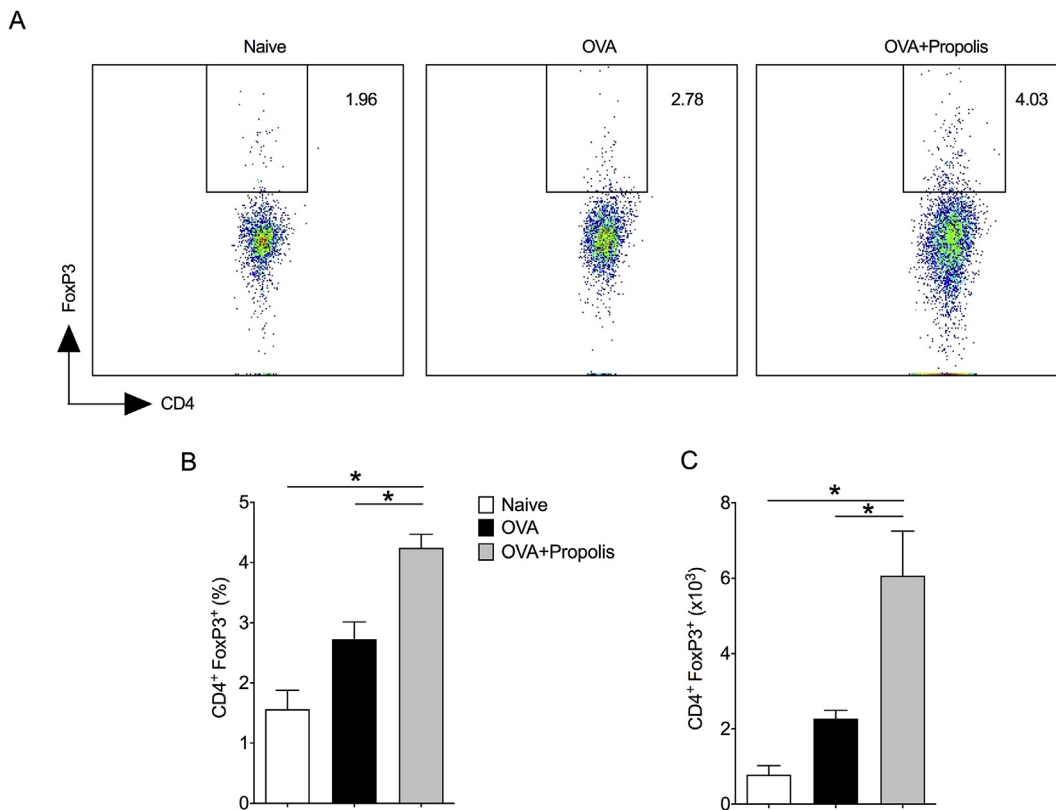 A
Naive
OVA
OVA+Propolis
1.96
2.78
4.03
FoxP3
CD4
B
*
*
5
4
3
2
1
0
CD4⁺ FoxP3⁺ (%)
Naive
OVA
OVA+Propolis
C
*
*
8
6
4
2
0
CD4⁺ FoxP3⁺ (x10³)